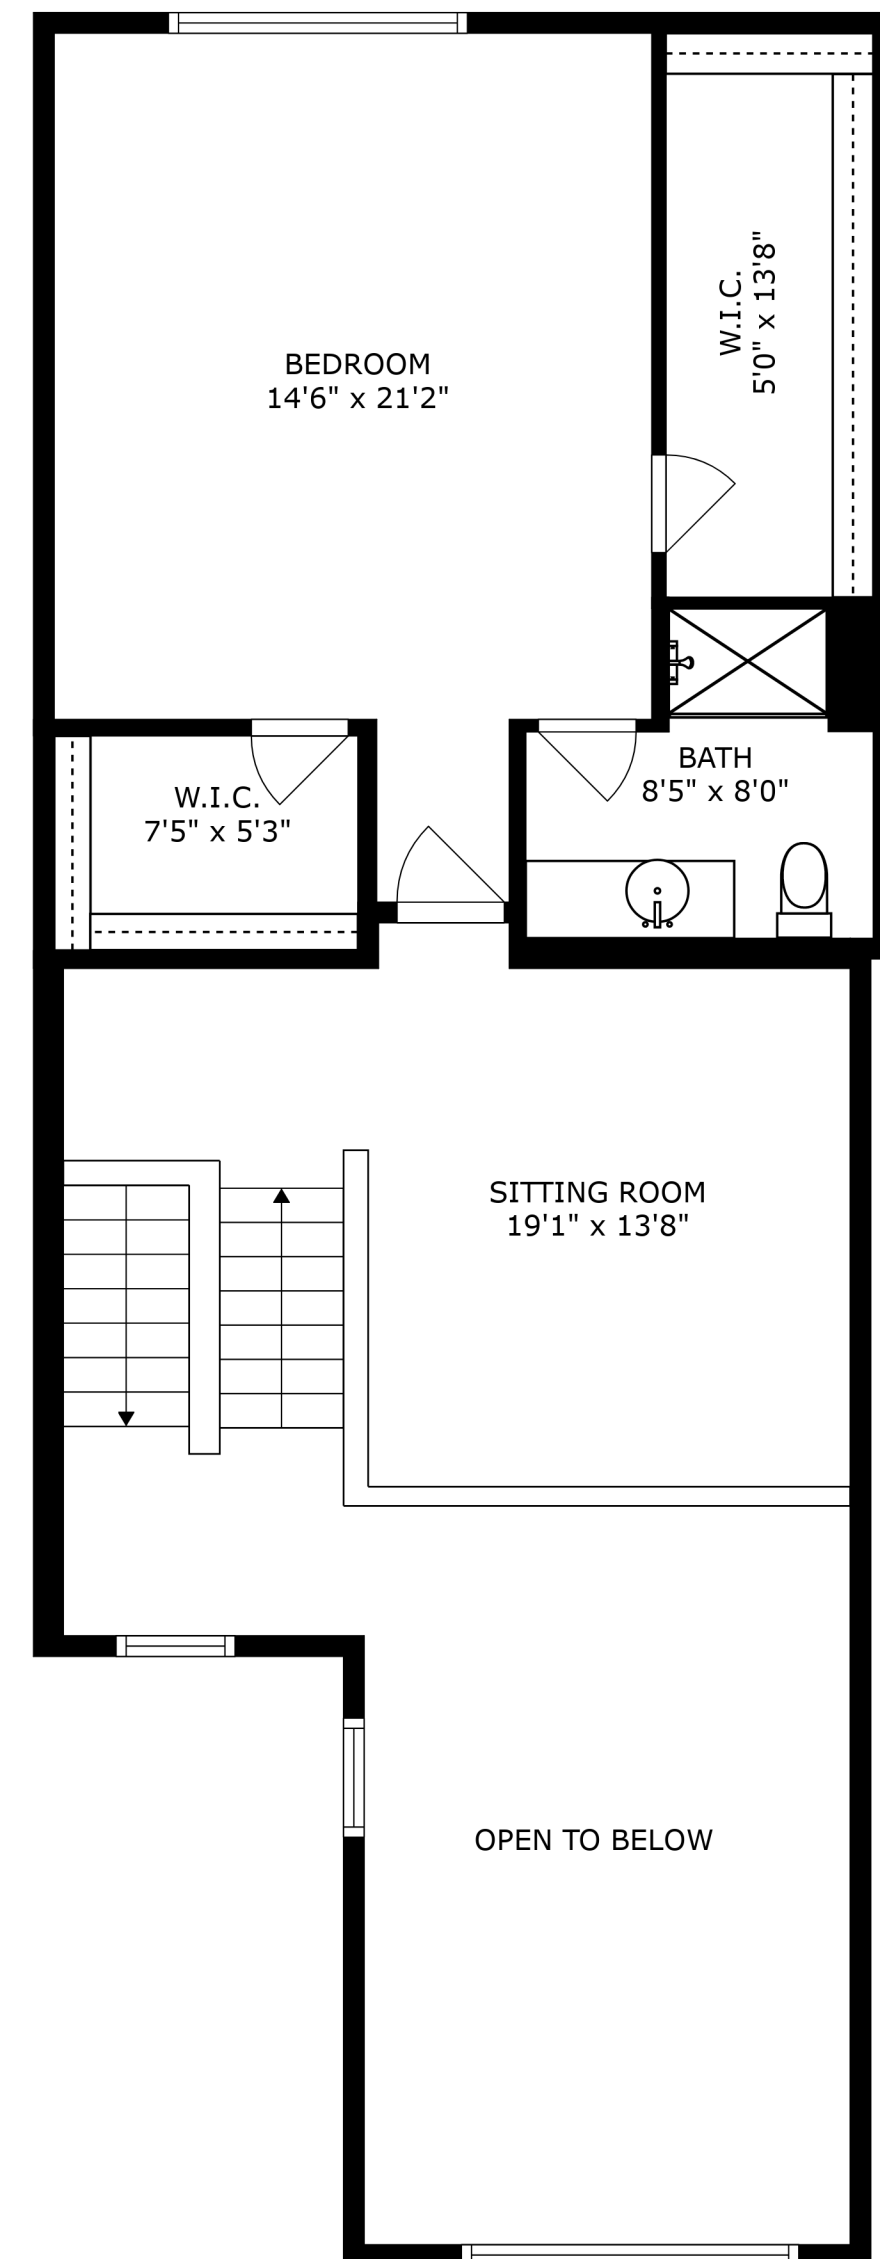 W.I.C.
5'0" x 13'8"
BEDROOM
14'6" x 21'2"
BATH
8'5" x 8'0"
W.I.C.
7'5" x 5'3"
SITTING ROOM
19'1" x 13'8"
OPEN TO BELOW